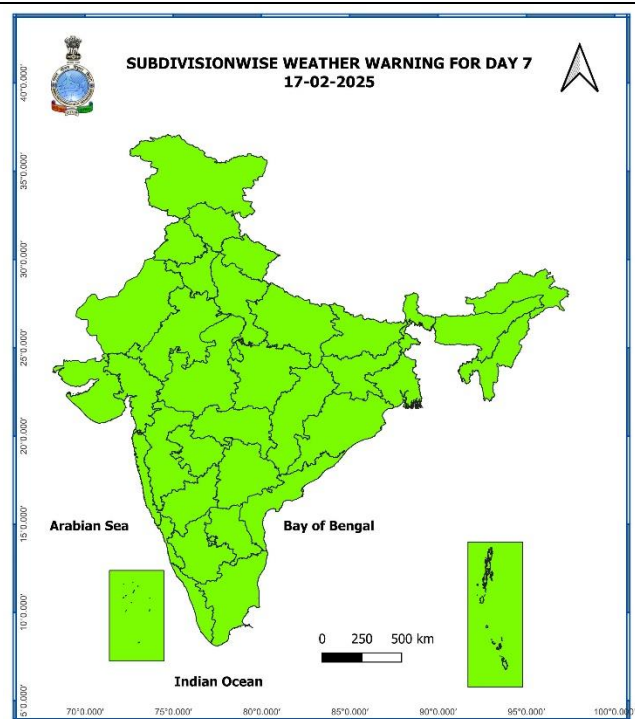 SUBDIVISIONWISE WEATHER WARNING FOR DAY 7
17-02-2025
40°0.000'
35°0.000'
30°0.000'
25°0.000'
20°0.000'
15°0.000'
10°0.000'
5°0.000'
Arabian Sea
Bay of Bengal
0 250 500 km
Indian Ocean
70°0.000' 75°0.000' 80°0.000' 85°0.000' 90°0.000' 95°0.000' 100°0.000'